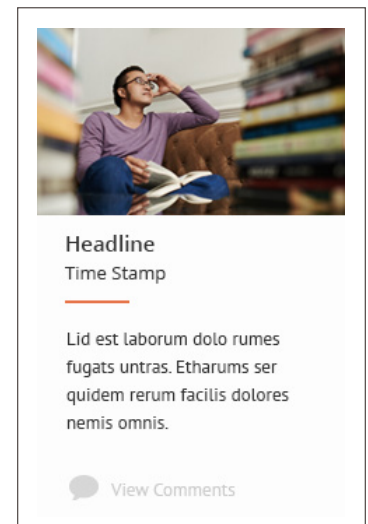 Headline
Time Stamp
Lid est laborum dolo rumes
fugats untras. Etharums ser
quidem rerum facilis dolores
nemis omnis.
View Comments